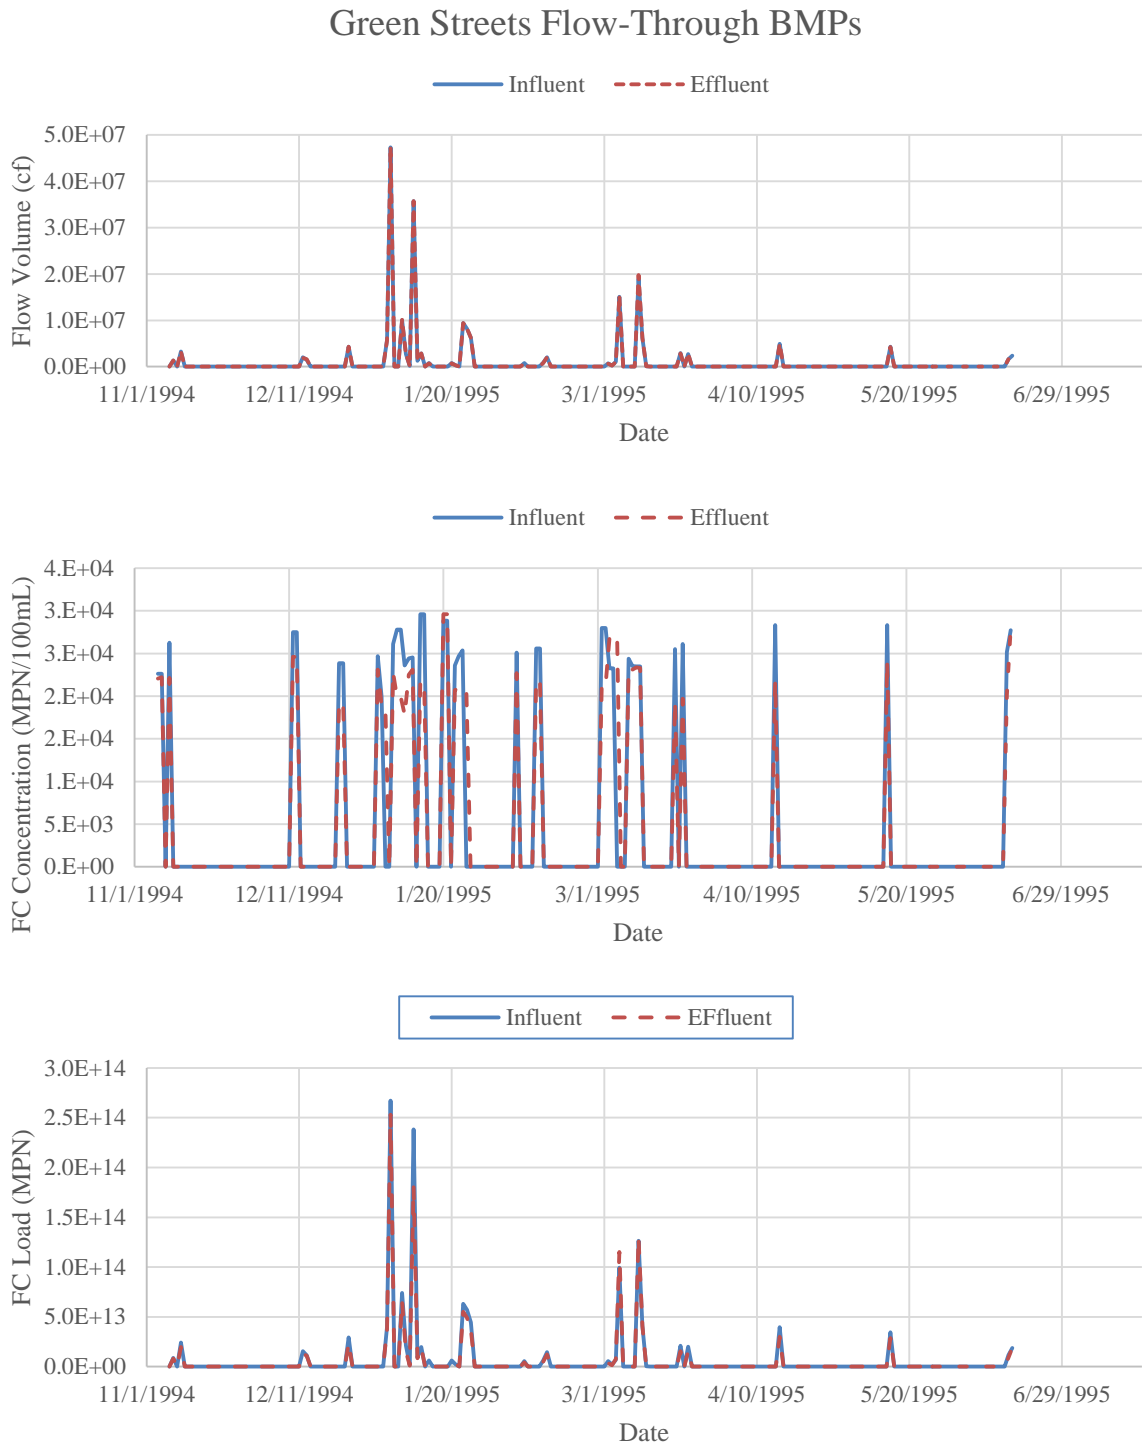 Green Streets Flow-Through BMPs
Influent Effluent
Flow Volume (cf)
5.0E+07
4.0E+07
3.0E+07
2.0E+07
1.0E+07
0.0E+00
11/1/1994 12/11/1994 1/20/1995 3/1/1995 4/10/1995 5/20/1995 6/29/1995
Date
Influent Effluent
FC Concentration (MPN/100mL)
4.E+04
3.E+04
3.E+04
2.E+04
2.E+04
1.E+04
5.E+03
0.E+00
11/1/1994 12/11/1994 1/20/1995 3/1/1995 4/10/1995 5/20/1995 6/29/1995
Date
Influent EFfluent
FC Load (MPN)
3.0E+14
2.5E+14
2.0E+14
1.5E+14
1.0E+14
5.0E+13
0.0E+00
11/1/1994 12/11/1994 1/20/1995 3/1/1995 4/10/1995 5/20/1995 6/29/1995
Date